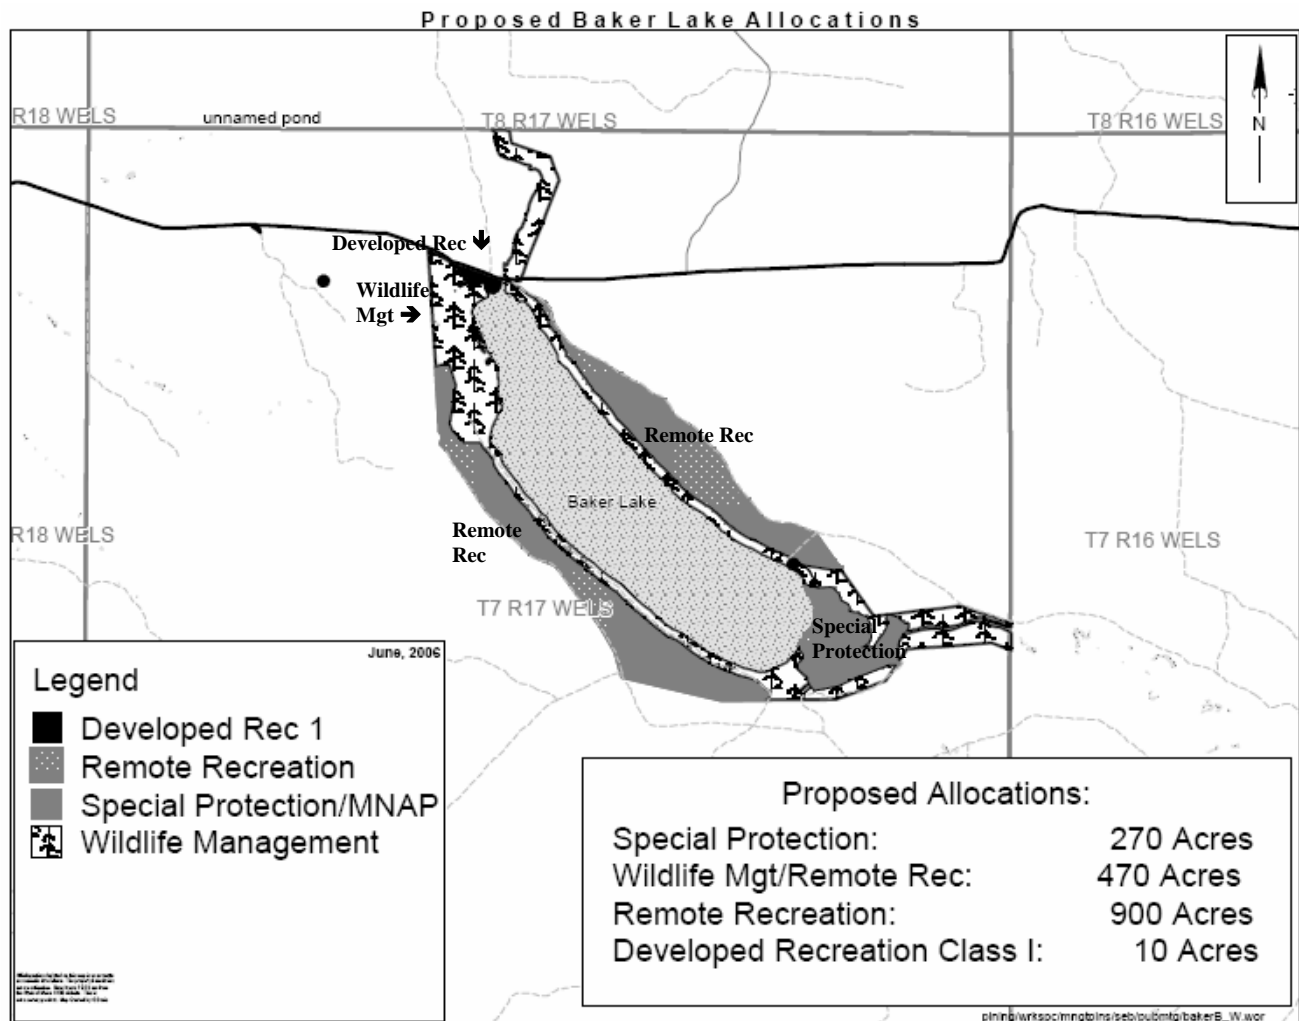 Proposed Baker Lake Allocations
R18 WELS
unnamed pond
T8 R17 WELS
T8 R16 WELS
N
Developed Rec
Wildlife
Mgt
Remote Rec
Baker Lake
Remote
Rec
R18 WELS
T7 R16 WELS
T7 R17 WELS
Special
Protection
June, 2006
Legend
Developed Rec 1
Remote Recreation
Special Protection/MNAP
Wildlife Management
Proposed Allocations:
Special Protection: 270 Acres
Wildlife Mgt/Remote Rec: 470 Acres
Remote Recreation: 900 Acres
Developed Recreation Class I: 10 Acres